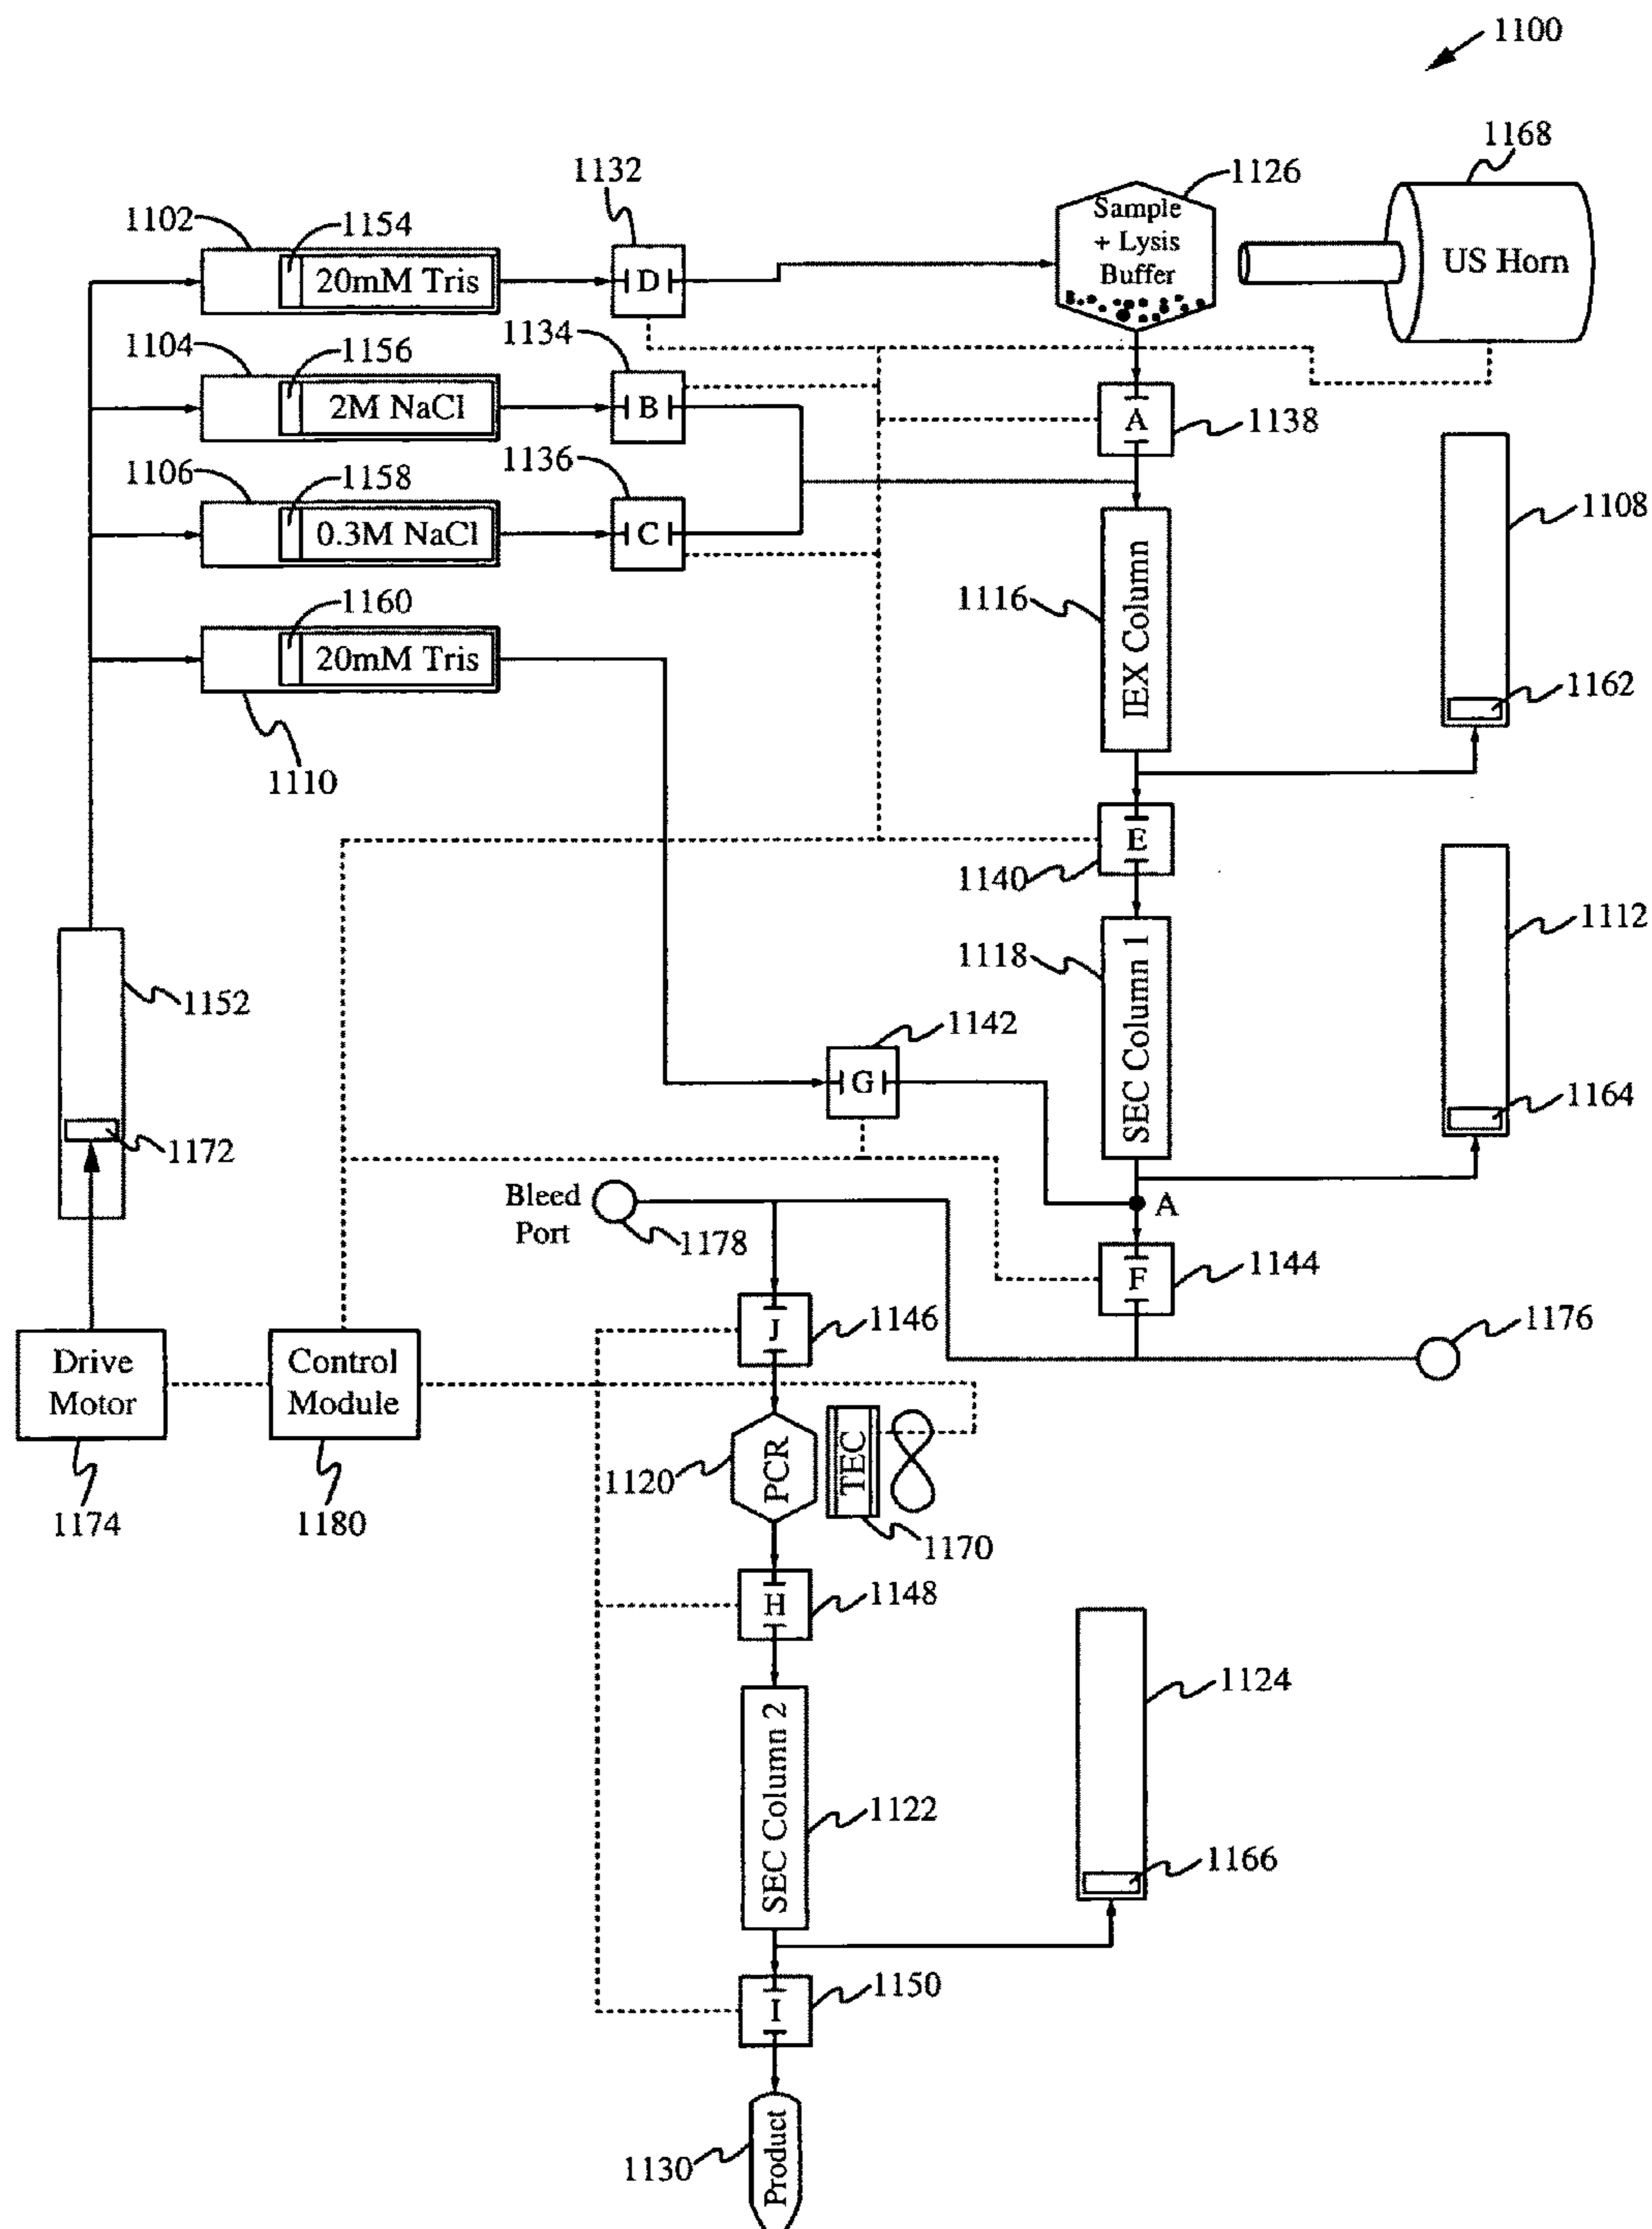 1100
1168
1132
1126
1102
1154
Sample
+ Lysis
Buffer
US Horn
20mM Tris
D
1104
1156
1134
2M NaCl
B
A
1138
1106
1158
1136
0.3M NaCl
C
1108
1160
20mM Tris
1116
IEX Column
1162
1110
E
1140
1112
1118
SEC Column 1
1152
1142
G
1164
1172
Bleed
Port
1178
A
F
1144
J
1146
1176
Drive
Motor
Control
Module
1120
PCR
TEC
1174
1180
1170
H
1148
1124
SEC Column 2
1122
1166
I
1150
1130
Product